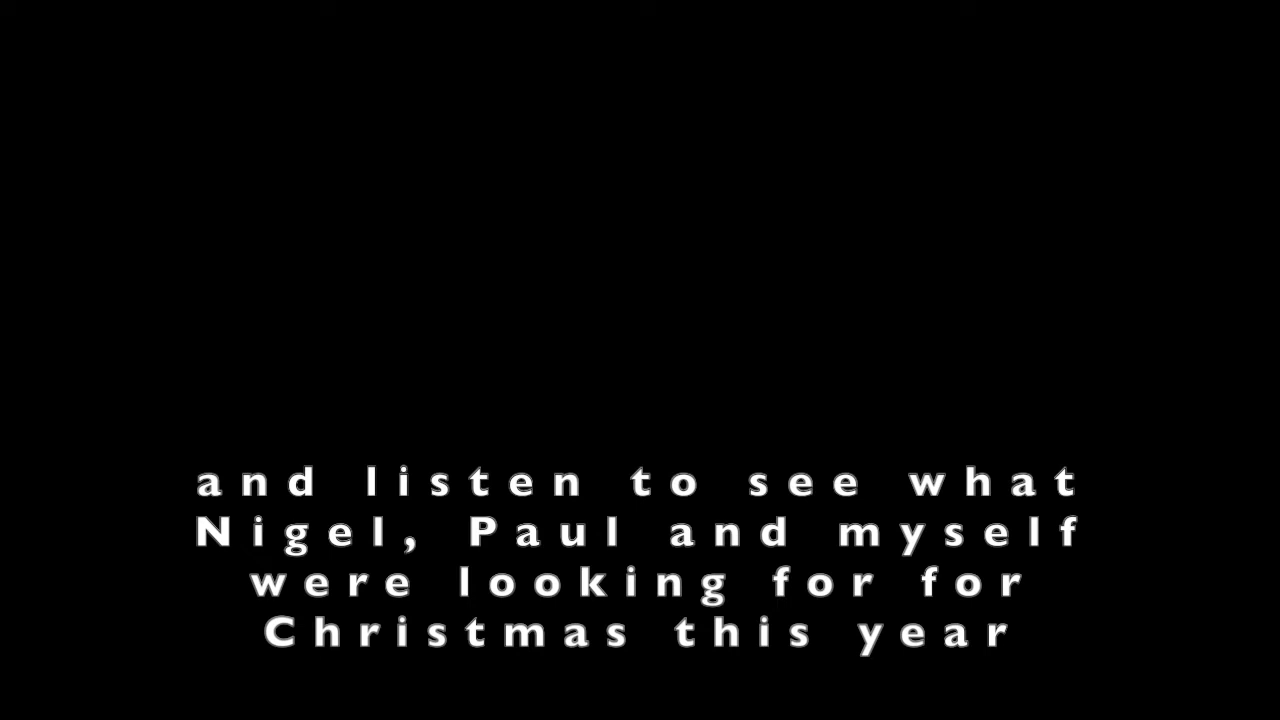 and listen to see what
Nigel, Paul and myself
were looking for for
Christmas this year